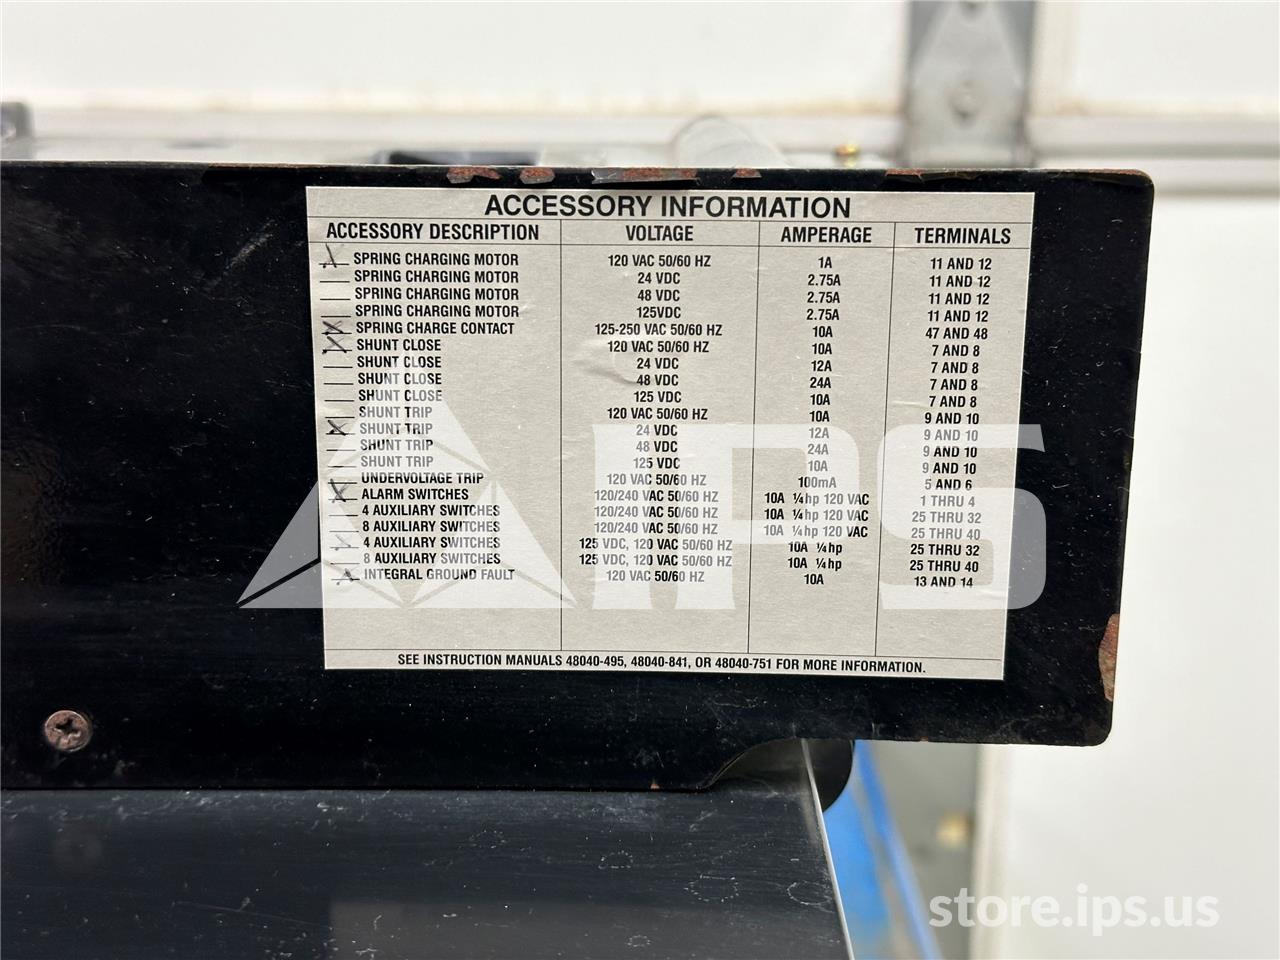 ACCESSORY INFORMATION
ACCESSORY DESCRIPTION VOLTAGE AMPERAGE TERMINALS
X SPRING CHARGING MOTOR 120 VAC 50/60 HZ 1A 11 AND 12
SPRING CHARGING MOTOR 24 VDC 2.75A 11 AND 12
SPRING CHARGING MOTOR 48 VDC 2.75A 11 AND 12
SPRING CHARGING MOTOR 125VDC 2.75A 11 AND 12
X SPRING CHARGE CONTACT 125-250 VAC 50/60 HZ 10A 47 AND 48
X SHUNT CLOSE 120 VAC 50/60 HZ 10A 7 AND 8
SHUNT CLOSE 24 VDC 12A 7 AND 8
SHUNT CLOSE 48 VDC 24A 7 AND 8
SHUNT CLOSE 125 VDC 10A 7 AND 8
SHUNT TRIP 120 VAC 50/60 HZ 10A 9 AND 10
X SHUNT TRIP 24 VDC 12A 9 AND 10
SHUNT TRIP 48 VDC 24A 9 AND 10
SHUNT TRIP 125 VDC 10A 9 AND 10
UNDERVOLTAGE TRIP 120 VAC 50/60 HZ 100mA 5 AND 6
X ALARM SWITCHES 120/240 VAC 50/60 HZ 10A 1/4 hp 120 VAC 1 THRU 4
4 AUXILIARY SWITCHES 120/240 VAC 50/60 HZ 10A 1/4 hp 120 VAC 25 THRU 32
8 AUXILIARY SWITCHES 120/240 VAC 50/60 HZ 10A 1/4 hp 120 VAC 25 THRU 40
4 AUXILIARY SWITCHES 125 VDC, 120 VAC 50/60 HZ 10A 1/4 hp 25 THRU 32
8 AUXILIARY SWITCHES 125 VDC, 120 VAC 50/60 HZ 10A 1/4 hp 25 THRU 40
X INTEGRAL GROUND FAULT 120 VAC 50/60 HZ 10A 13 AND 14
SEE INSTRUCTION MANUALS 48040-495, 48040-841, OR 48040-751 FOR MORE INFORMATION.
IPS
store.ips.us